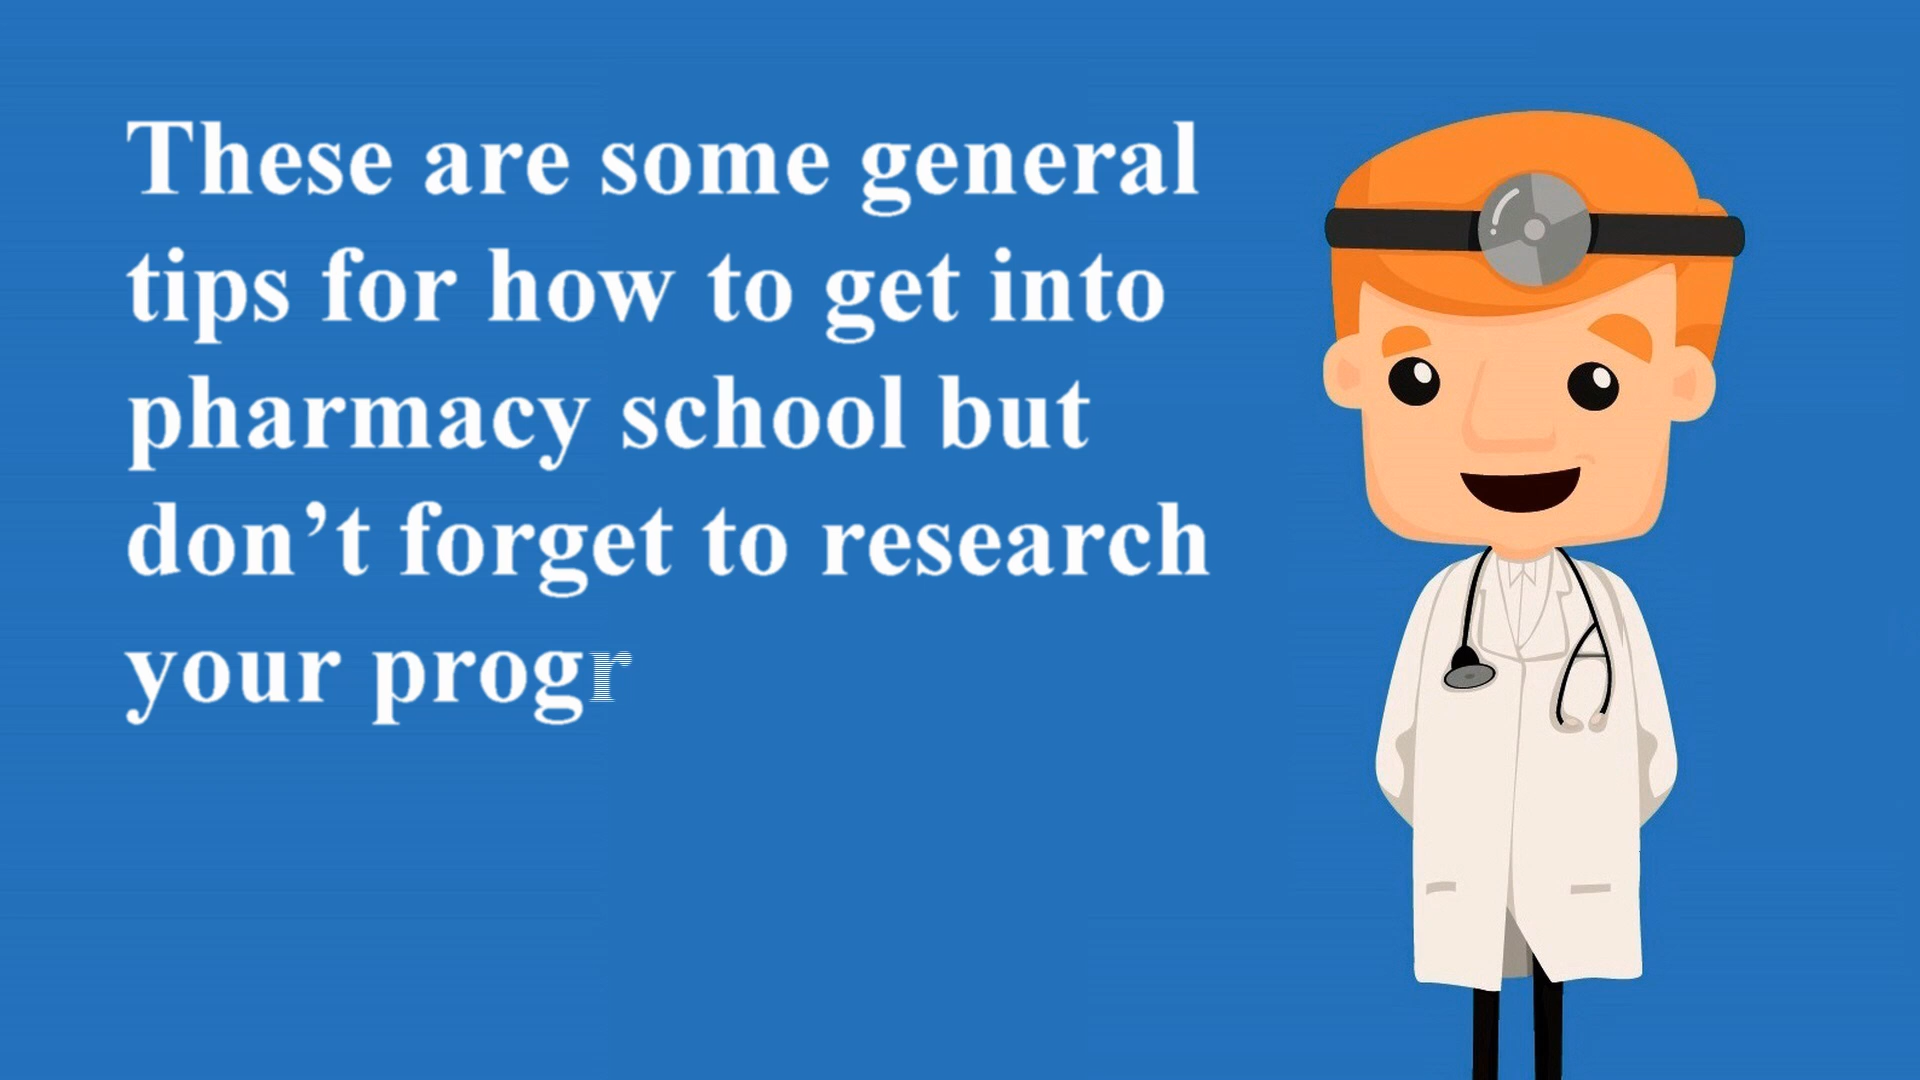 These are some general
tips for how to get into
pharmacy school but
don’t forget to research
your progr